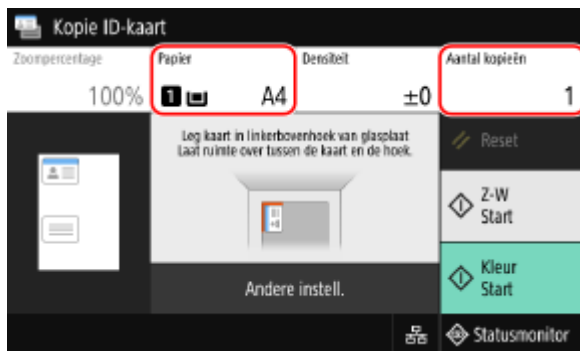 Kopie ID-kaart
Zoompercentage
100%
Papier
1 A4
Densiteit
±0
Aantal kopieën
1
Leg kaart in linkerbovenhoek van glasplaat
Laat ruimte over tussen de kaart en de hoek.
Andere instell.
Reset
Z-W
Start
Kleur
Start
Statusmonitor